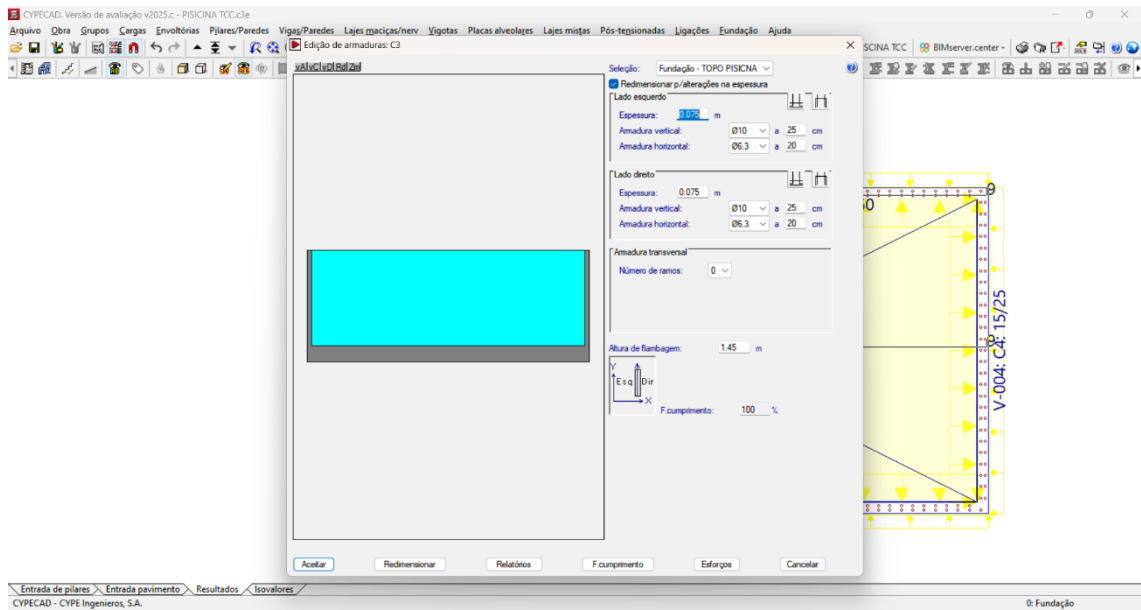 CYPECAD. Versão de avaliação v2025.c - PISICINA TCC.c3e
Arquivo Obra Grupos Cargas Envoltórias Pilares/Paredes Vigas/Paredes Lajes maciças/nerv Vigotas Placas alveolares Lajes mistas Pós-tensionadas Ligações Fundação Ajuda
Edição de armaduras: C3
SCINA TCC
BIMserver.center
Seleção: Fundação - TOPO PISICNA
Redimensionar p/alterações na espessura
Lado esquerdo
Espessura: 0.075 m
Armadura vertical: Ø10 a 25 cm
Armadura horizontal: Ø6.3 a 20 cm
Lado direito
Espessura: 0.075 m
Armadura vertical: Ø10 a 25 cm
Armadura horizontal: Ø6.3 a 20 cm
Armadura transversal
Número de ramos: 0
Altura de flambagem: 1.45 m
Y
Esq Dir
X
F.cumprimento: 100 %
V-004: C4: 15/25
Aceitar Redimensionar Relatórios F.cumprimento Esforços Cancelar
Entrada de pilares Entrada pavimento Resultados Isovalores
CYPECAD - CYPE Ingenieros, S.A.
0: Fundação